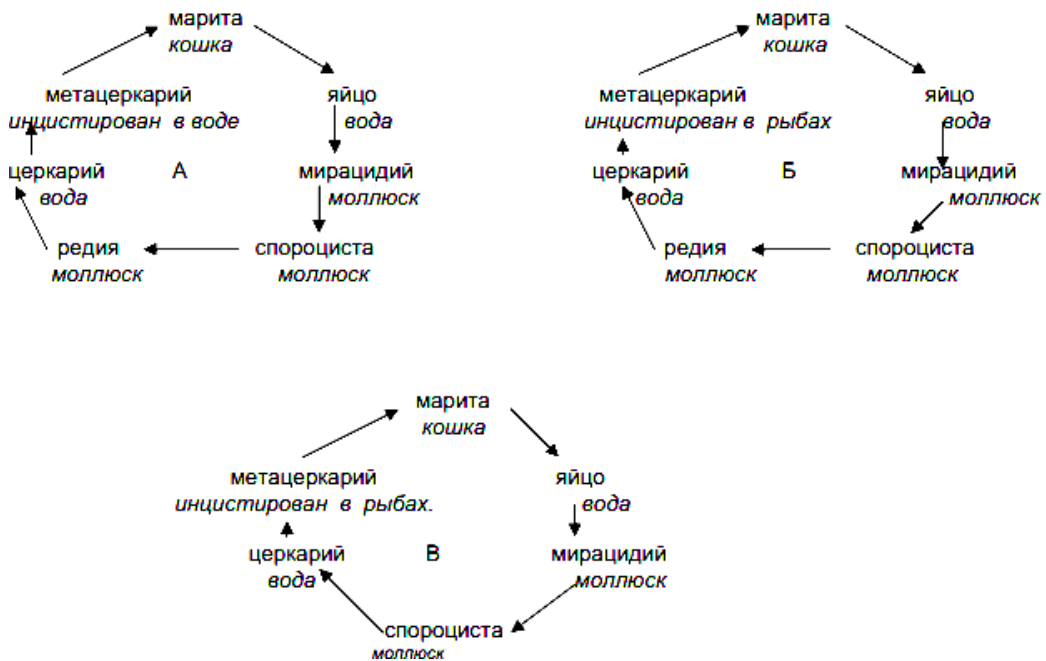 марита
кошка
метацеркарий
инцистирован в воде
яйцо
вода
церкарий
вода
А
мирацидий
моллюск
редия
моллюск
спороциста
моллюск
марита
кошка
метацеркарий
инцистирован в рыбах
яйцо
вода
церкарий
вода
Б
мирацидий
моллюск
редия
моллюск
спороциста
моллюск
марита
кошка
метацеркарий
инцистирован в рыбах.
яйцо
вода
церкарий
вода
В
мирацидий
моллюск
спороциста
моллюск